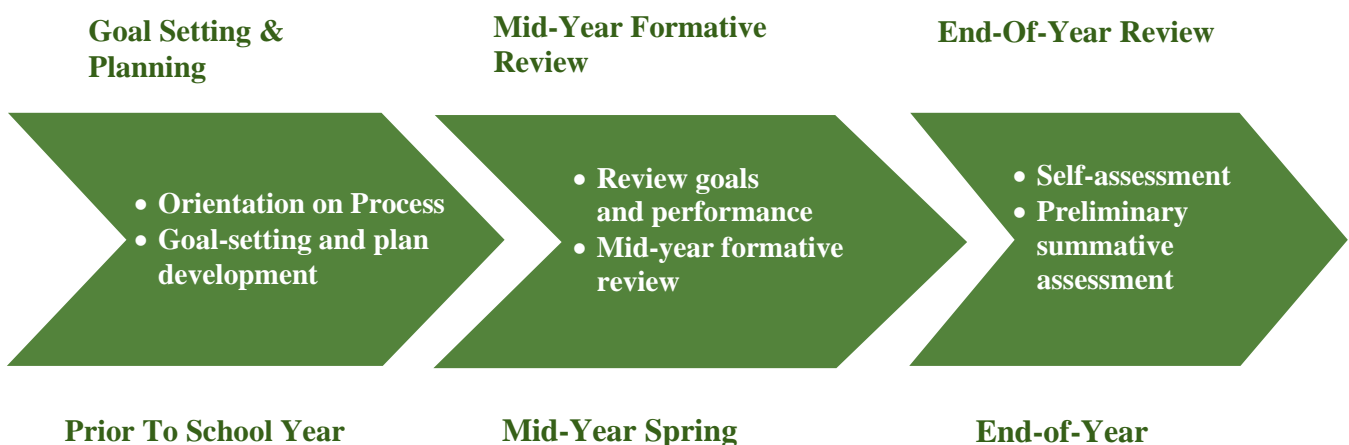 Goal Setting &
Planning
Mid-Year Formative
Review
End-Of-Year Review
• Orientation on Process
• Goal-setting and plan
development
• Review goals
and performance
• Mid-year formative
review
• Self-assessment
• Preliminary
summative
assessment
Prior To School Year
Mid-Year Spring
End-of-Year